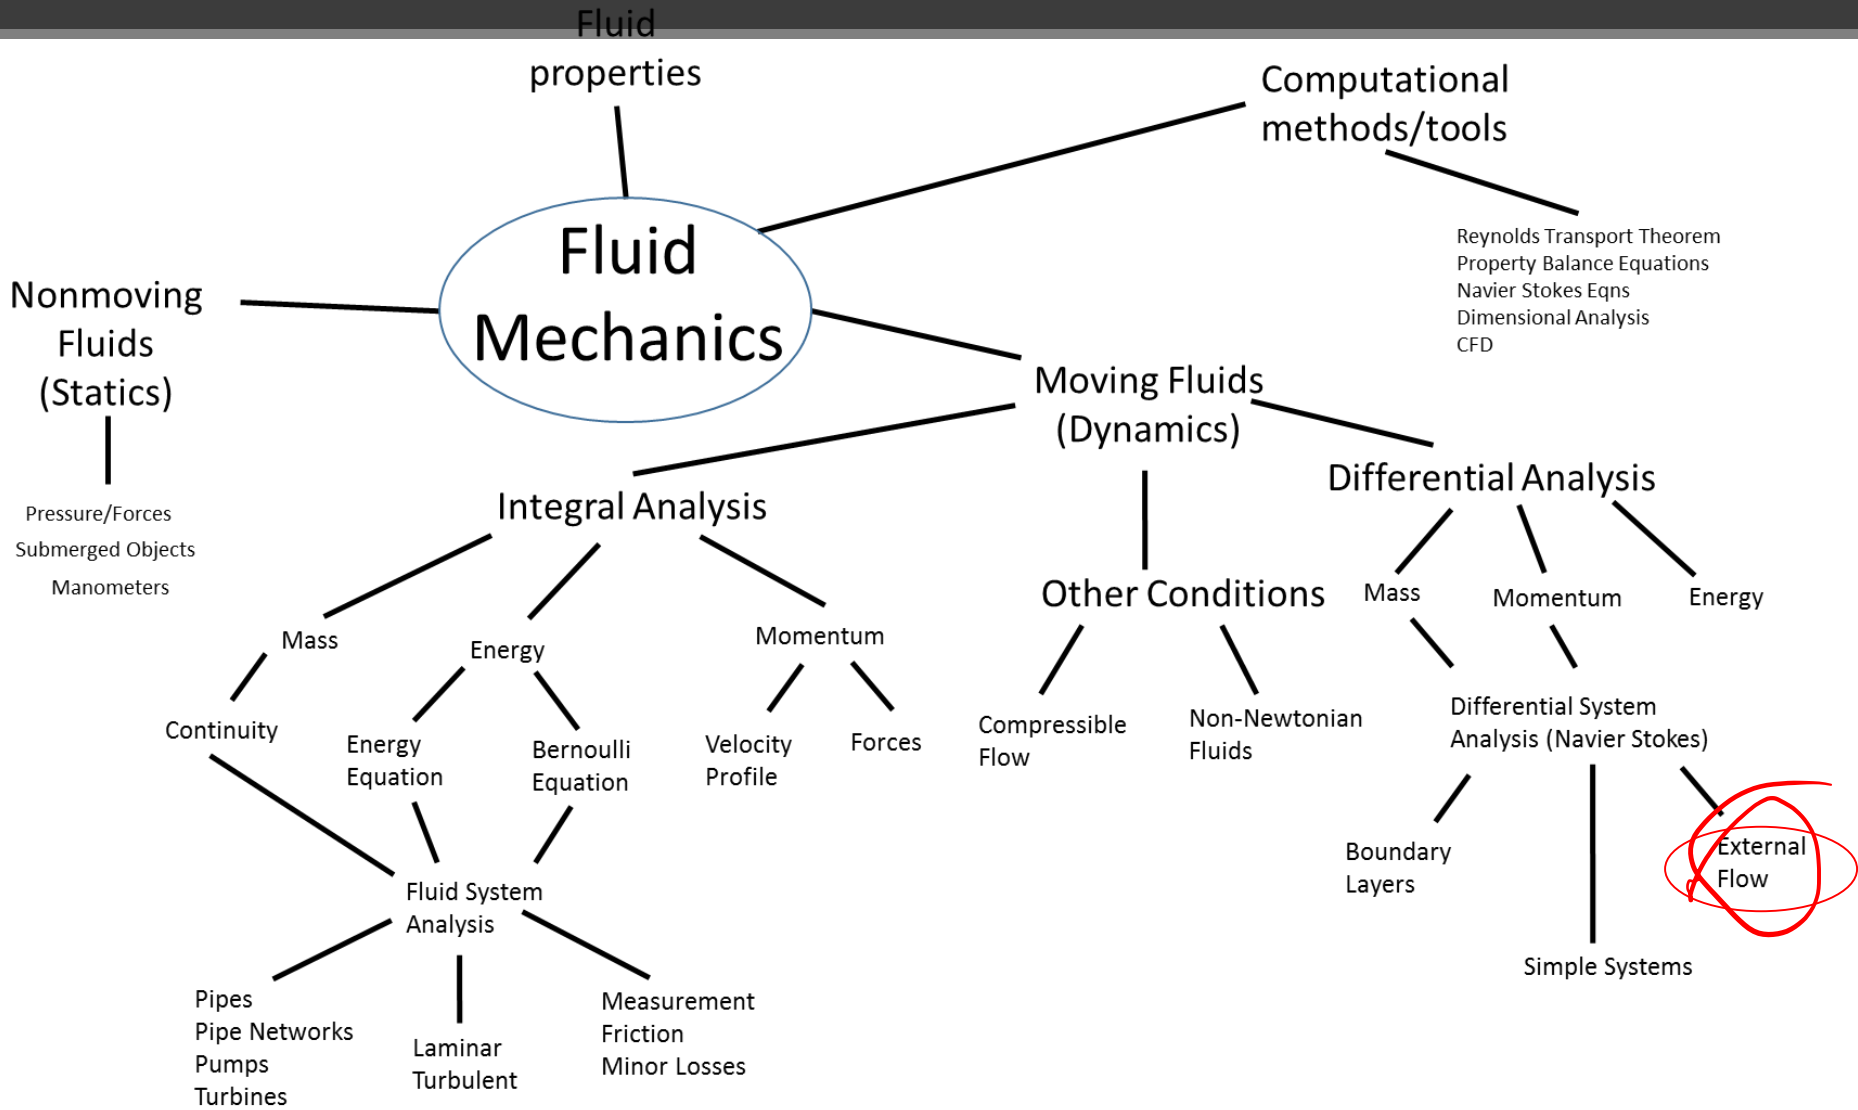 Fluid
properties
Computational
methods/tools
Fluid
Mechanics
Reynolds Transport Theorem
Property Balance Equations
Navier Stokes Eqns
Dimensional Analysis
CFD
Nonmoving
Fluids
(Statics)
Pressure/Forces
Submerged Objects
Manometers
Moving Fluids
(Dynamics)
Integral Analysis
Differential Analysis
Other Conditions
Mass
Momentum
Energy
Mass
Energy
Momentum
Continuity
Energy
Equation
Bernoulli
Equation
Velocity
Profile
Forces
Compressible
Flow
Non-Newtonian
Fluids
Differential System
Analysis (Navier Stokes)
Boundary
Layers
External
Flow
Simple Systems
Fluid System
Analysis
Pipes
Pipe Networks
Pumps
Turbines
Laminar
Turbulent
Measurement
Friction
Minor Losses